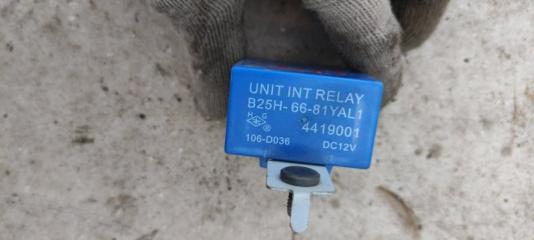 UNIT INT RELAY
B25H-66-81YAL1
H G
®
4419001
106-D036 DC12V